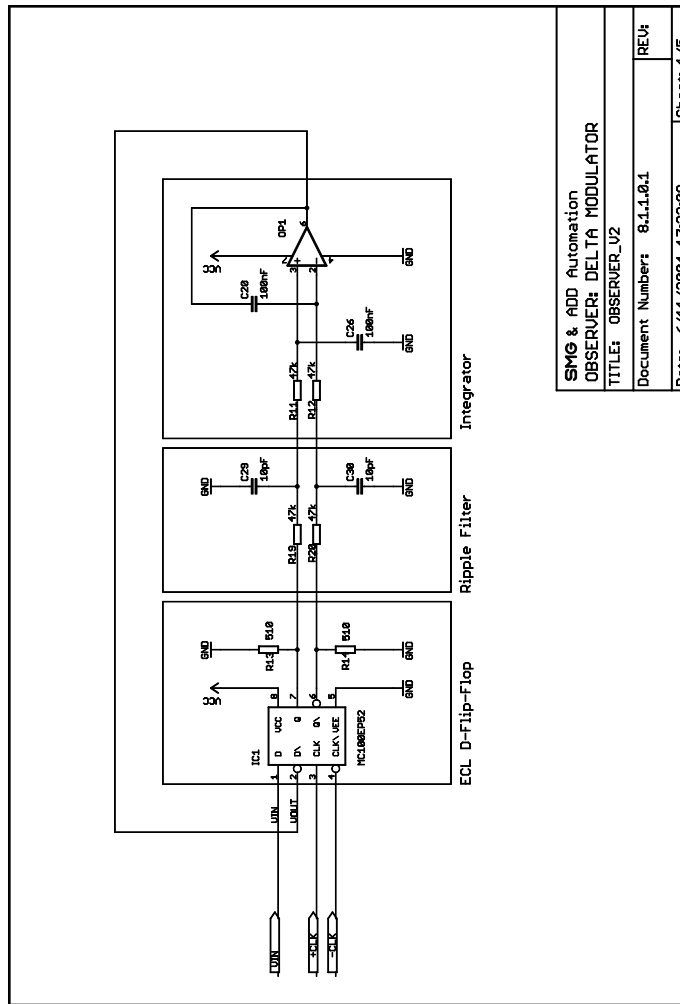 VIN
+CLK
-CLK
VIN
VOUT
IC1
1
2
3
4
D
D\
CLK
CLK\
VCC
Q
Q\
VEE
8
7
6
5
MC100EP52
GND
R13
510
R14
510
GND
GND
ECL D-Flip-Flop
R19
47k
R20
47k
GND
C29
10pF
C30
10pF
GND
Ripple Filter
R11
47k
R12
47k
C20
100nF
C26
100nF
GND
OP1
3
2
7
4
6
+
-
GND
Integrator
SMG & ADD Automation
OBSERVER: DELTA MODULATOR
TITLE: OBSERVER_V2
Document Number: 8.1.1.0.1
REV: